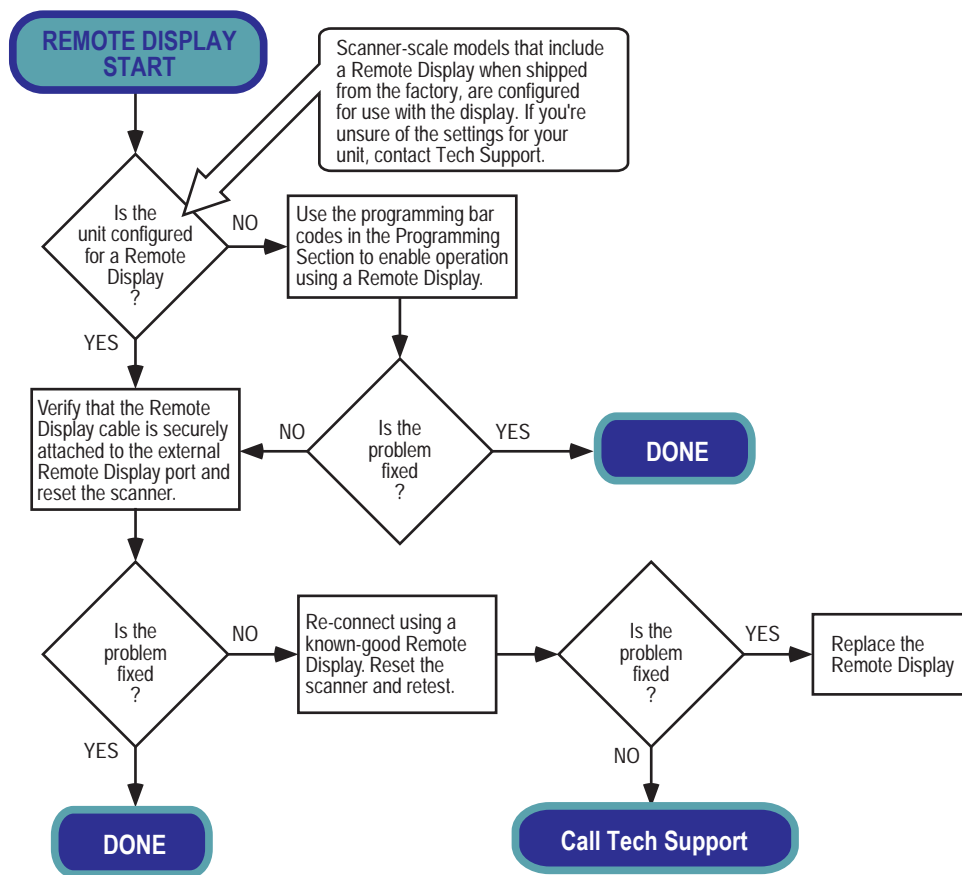 REMOTE DISPLAY
START
Scanner-scale models that include
a Remote Display when shipped
from the factory, are configured
for use with the display. If you're
unsure of the settings for your
unit, contact Tech Support.
Is the
unit configured
for a Remote
Display
?
NO
Use the programming bar
codes in the Programming
Section to enable operation
using a Remote Display.
YES
Verify that the Remote
Display cable is securely
attached to the external
Remote Display port and
reset the scanner.
NO
Is the
problem
fixed
?
YES
DONE
Is the
problem
fixed
?
NO
Re-connect using a
known-good Remote
Display. Reset the
scanner and retest.
Is the
problem
fixed
?
YES
Replace the
Remote Display
YES
NO
DONE
Call Tech Support